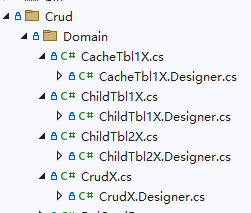 Crud
Domain
C# CacheTbl1X.cs
C# CacheTbl1X.Designer.cs
C# ChildTbl1X.cs
C# ChildTbl1X.Designer.cs
C# ChildTbl2X.cs
C# ChildTbl2X.Designer.cs
C# CrudX.cs
C# CrudX.Designer.cs